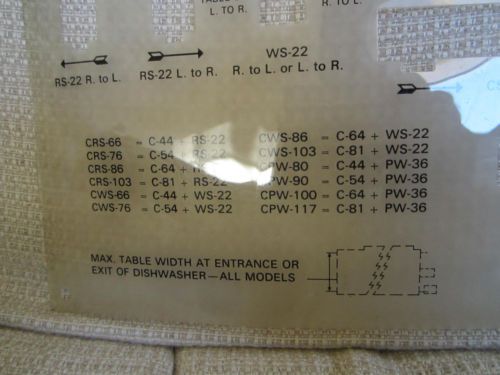 L. TO R.
L. TO R.
RS-22 R. to L.
RS-22 L. to R.
WS-22
R. to L. or L. to R.
CRS-66 = C-44 + RS-22
CRS-76 = C-54 + RS-22
CRS-86 = C-64 + RS-22
CRS-103 = C-81 + RS-22
CWS-66 = C-44 + WS-22
CWS-76 = C-54 + WS-22
CWS-86 = C-64 + WS-22
CWS-103 = C-81 + WS-22
CPW-80 = C-44 + PW-36
CPW-90 = C-54 + PW-36
CPW-100 = C-64 + PW-36
CPW-117 = C-81 + PW-36
MAX. TABLE WIDTH AT ENTRANCE OR
EXIT OF DISHWASHER—ALL MODELS